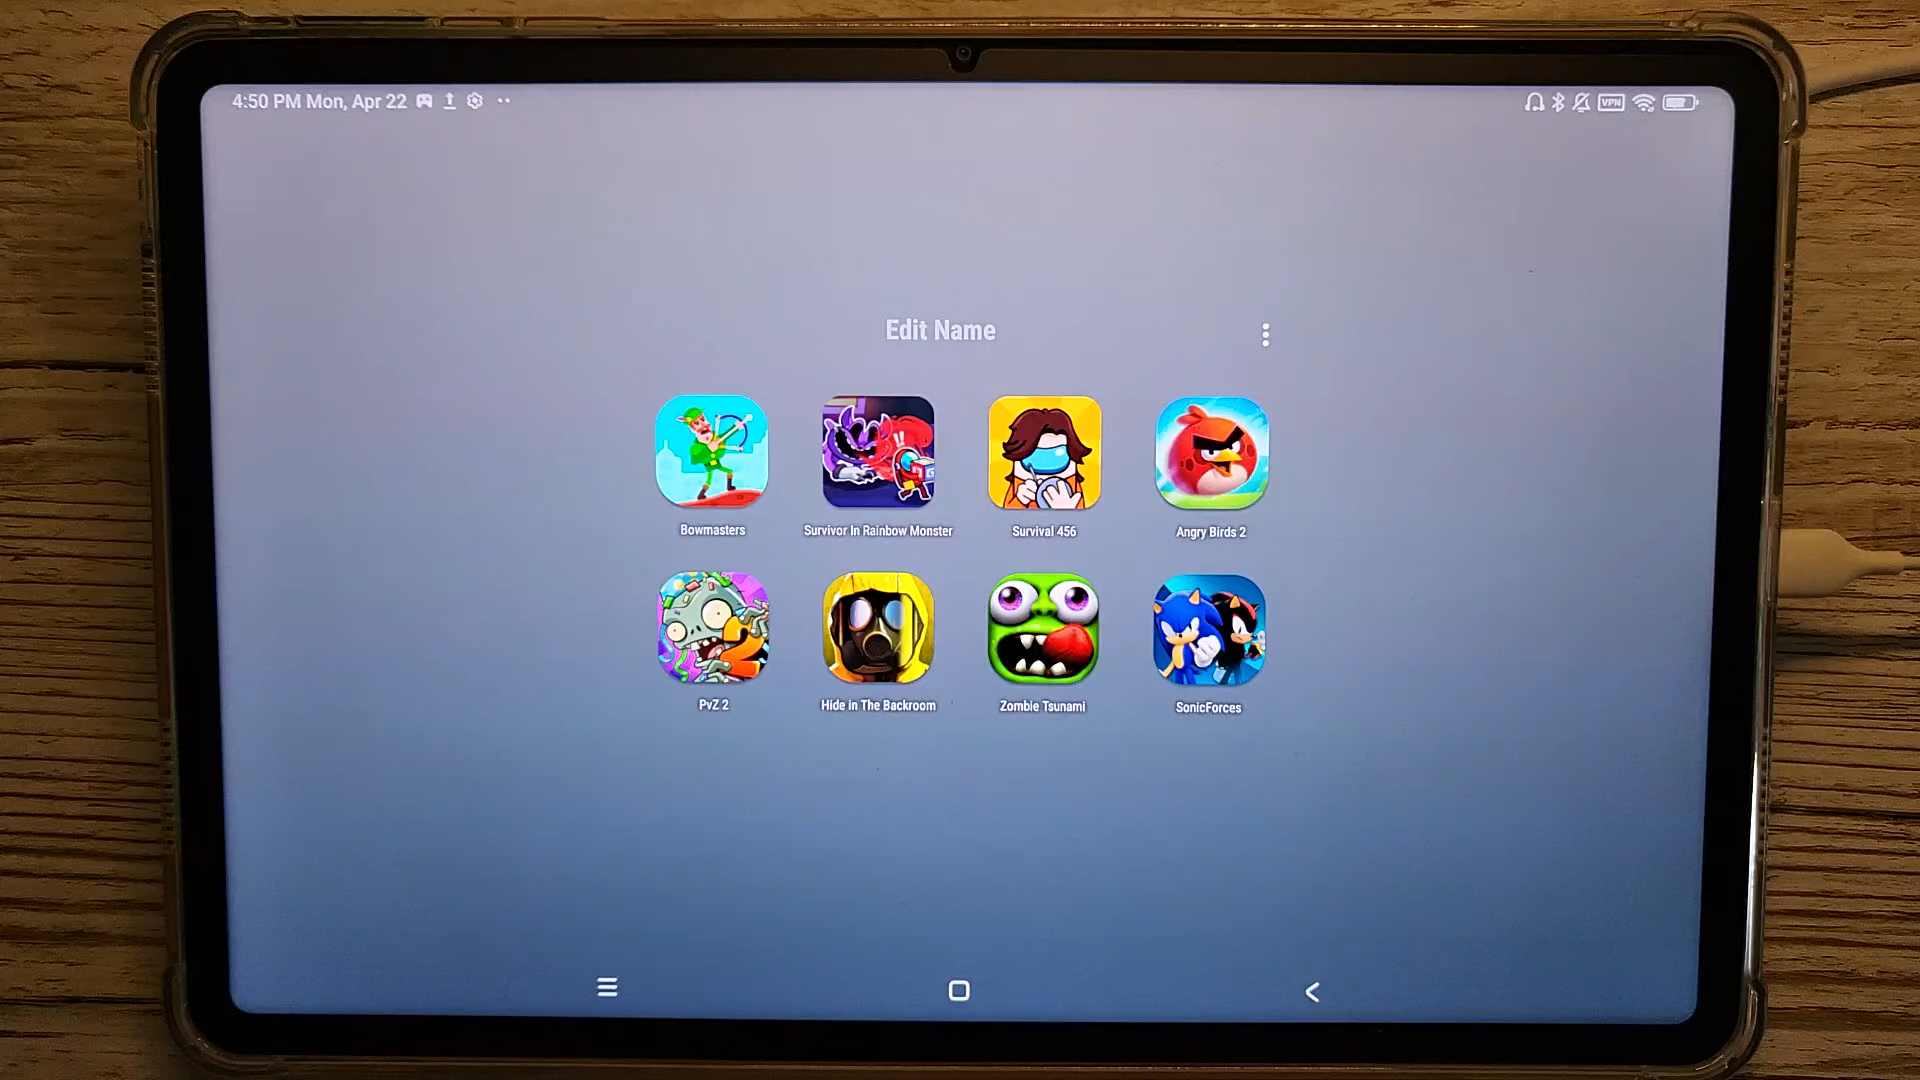 4:50 PM Mon, Apr 22
VPN
Edit Name
Bowmasters
Survivor In Rainbow Monster
Survival 456
Angry Birds 2
PvZ 2
Hide in The Backroom
Zombie Tsunami
SonicForces